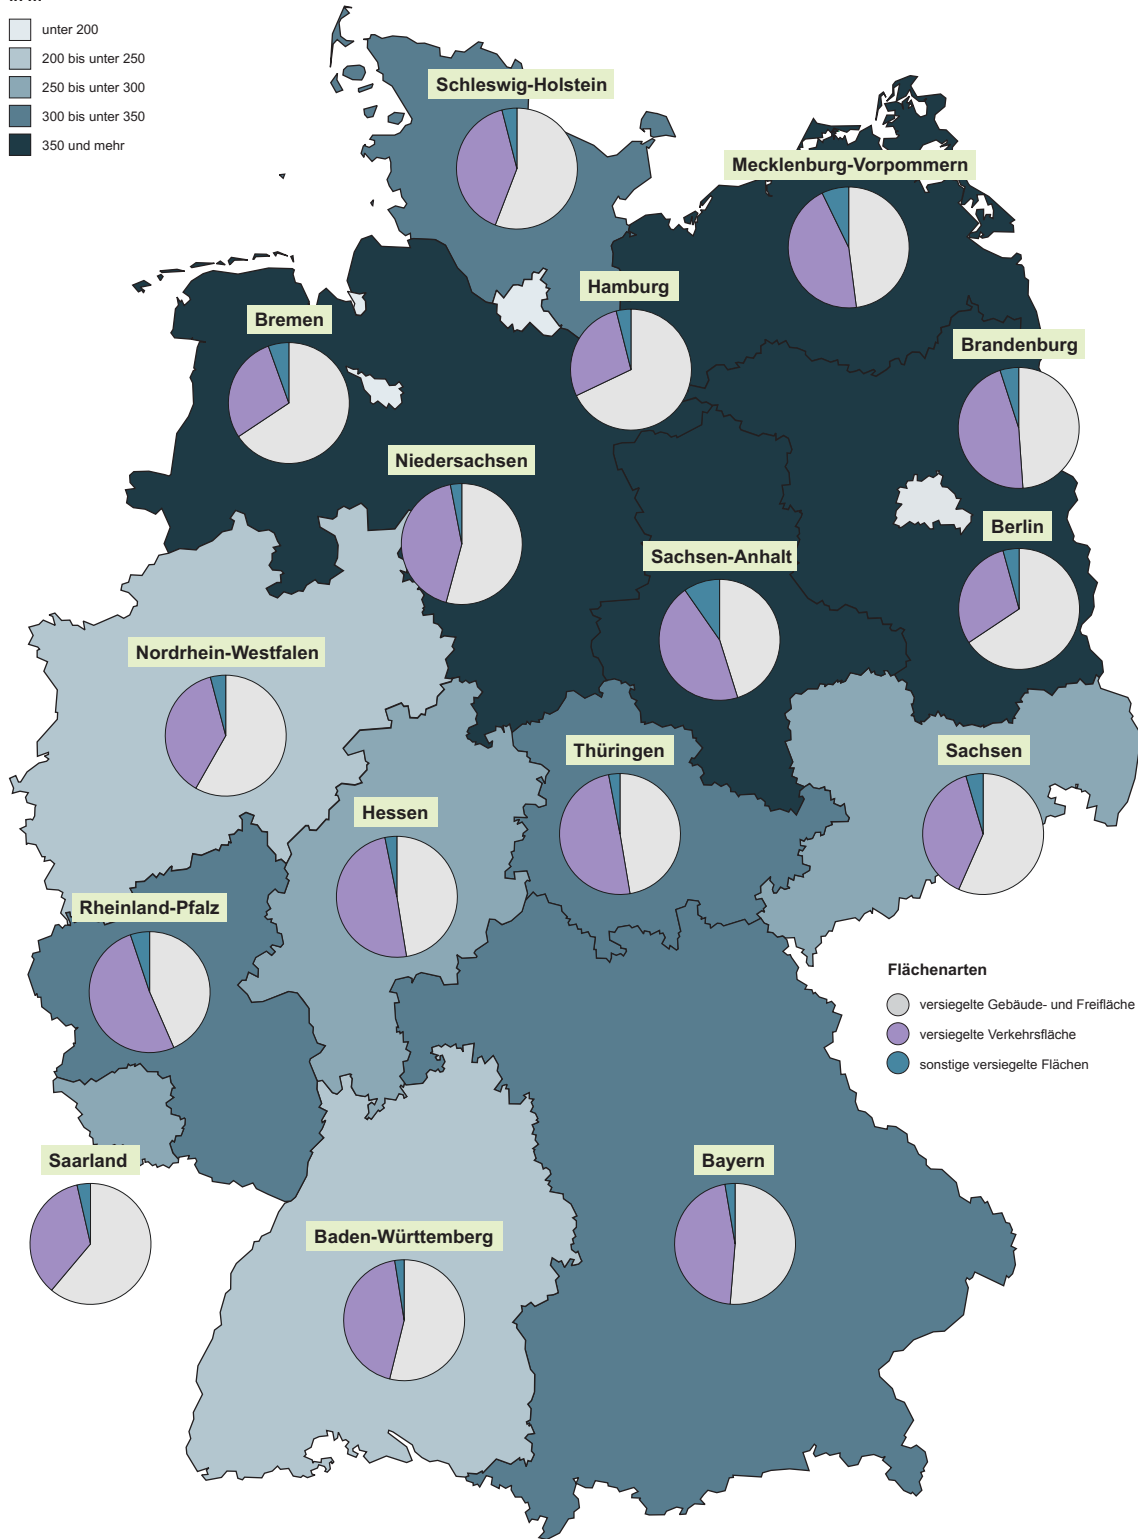 unter 200
200 bis unter 250
250 bis unter 300
300 bis unter 350
350 und mehr
Schleswig-Holstein
Mecklenburg-Vorpommern
Hamburg
Bremen
Brandenburg
Niedersachsen
Berlin
Sachsen-Anhalt
Nordrhein-Westfalen
Thüringen
Sachsen
Hessen
Rheinland-Pfalz
Flächenarten
versiegelte Gebäude- und Freifläche
versiegelte Verkehrsfläche
sonstige versiegelte Flächen
Saarland
Bayern
Baden-Württemberg